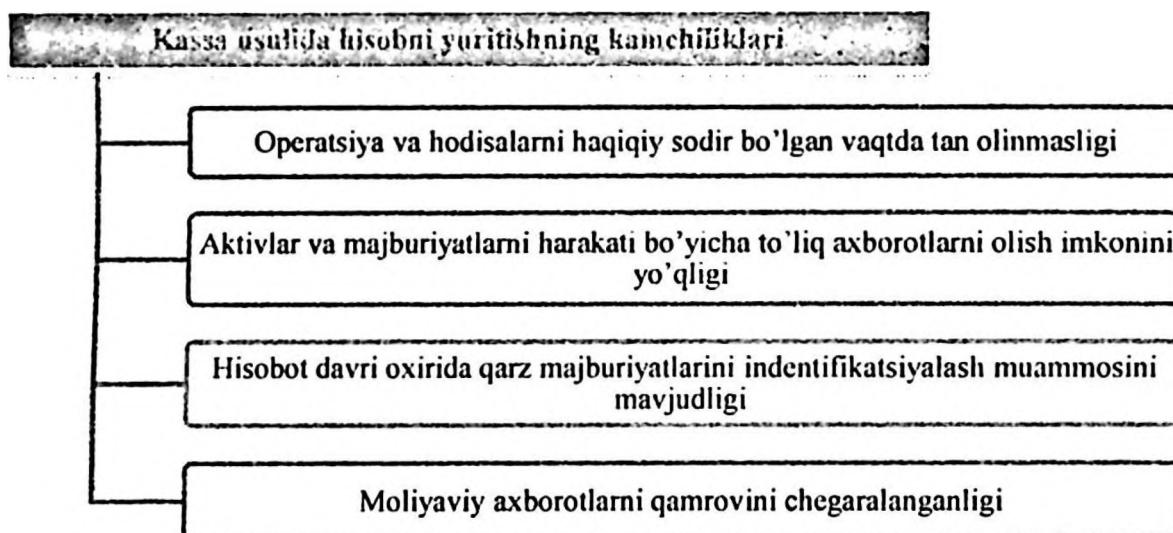 Kassa usulida hisobni yuritishning kamchiliklari
Operatsiya va hodisalarni haqiqiy sodir bo'lgan vaqtda tan olinmasligi
Aktivlar va majburiyatlarni harakati bo'yicha to'liq axborotlarni olish imkonini
yo'qligi
Hisobot davri oxirida qarz majburiyatlarini indentifikatsiyalash muammosini
mavjudligi
Moliyaviy axborotlarni qamrovini chegaralanganligi